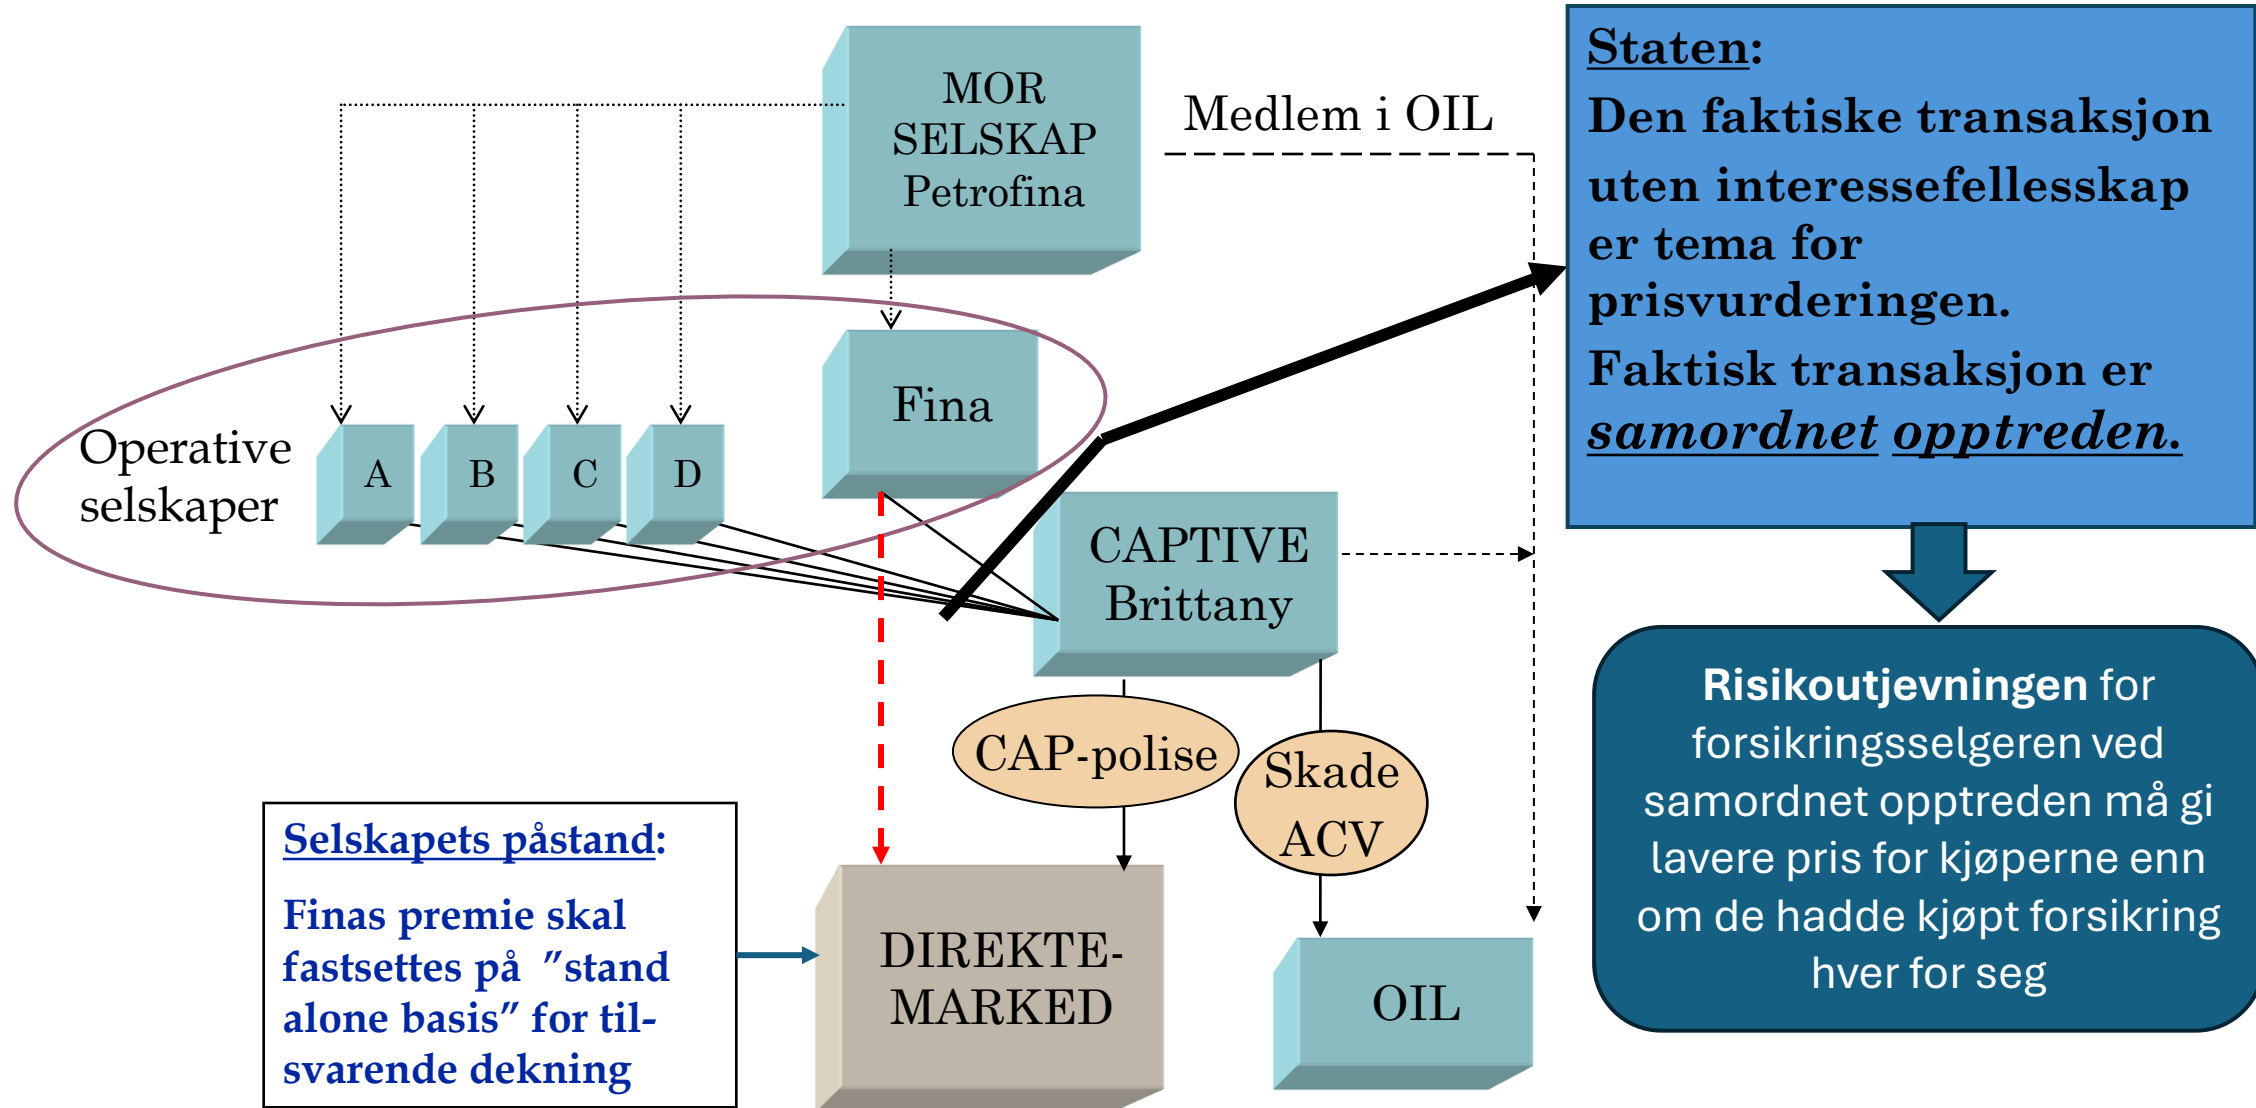 MOR
SELSKAP
Petrofina
Medlem i OIL
Staten:
Den faktiske transaksjon
uten interessefellesskap
er tema for
prisvurderingen.
Faktisk transaksjon er
samordnet opptreden.
Fina
Operative
selskaper
A
B
C
D
CAPTIVE
Brittany
CAP-polise
Skade
ACV
Risikoutjevningen for
forsikringsselgeren ved
samordnet opptreden må gi
lavere pris for kjøperne enn
om de hadde kjøpt forsikring
hver for seg
Selskapets påstand:
Finas premie skal
fastsettes på ”stand
alone basis” for til-
svarende dekning
DIREKTE-
MARKED
OIL